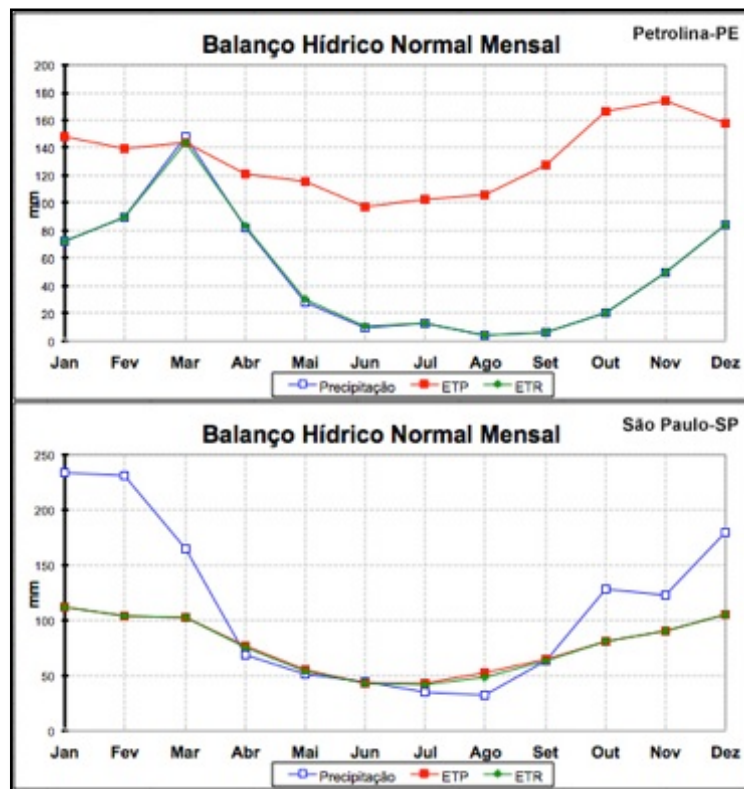 Petrolina-PE
Balanço Hídrico Normal Mensal
200
180
160
140
120
100
80
60
40
20
0
mm
Jan Fev Mar Abr Mai Jun Jul Ago Set Out Nov Dez
Precipitação ETP ETR
São Paulo-SP
Balanço Hídrico Normal Mensal
250
200
150
100
50
0
mm
Jan Fev Mar Abr Mai Jun Jul Ago Set Out Nov Dez
Precipitação ETP ETR